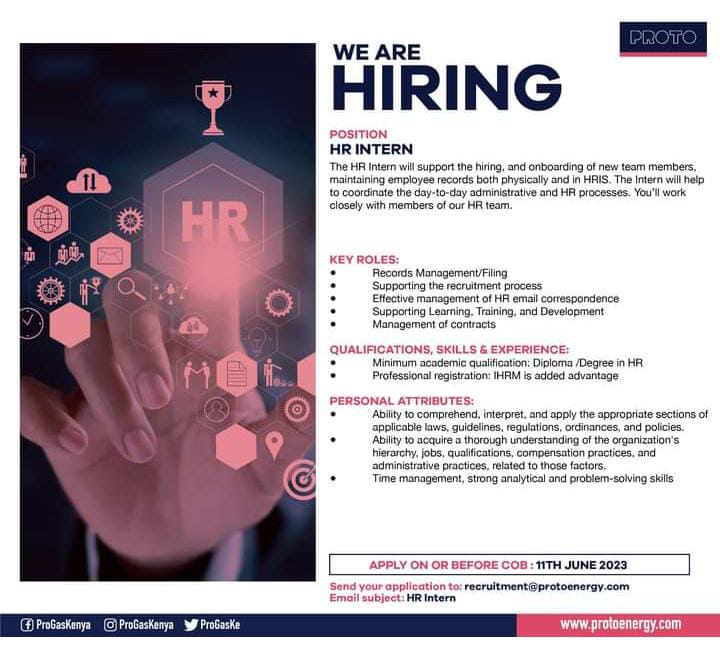 PROTO
WE ARE
HIRING
POSITION
HR INTERN
The HR Intern will support the hiring, and onboarding of new team members,
maintaining employee records both physically and in HRIS. The Intern will help
to coordinate the day-to-day administrative and HR processes. You'll work
closely with members of our HR team.
HR
KEY ROLES:
• Records Management/Filing
• Supporting the recruitment process
• Effective management of HR email correspondence
• Supporting Learning, Training, and Development
• Management of contracts
QUALIFICATIONS, SKILLS & EXPERIENCE:
• Minimum academic qualification: Diploma /Degree in HR
• Professional registration: IHRM is added advantage
PERSONAL ATTRIBUTES:
• Ability to comprehend, interpret, and apply the appropriate sections of
applicable laws, guidelines, regulations, ordinances, and policies.
• Ability to acquire a thorough understanding of the organization's
hierarchy, jobs, qualifications, compensation practices, and
administrative practices, related to those factors.
• Time management, strong analytical and problem-solving skills
APPLY ON OR BEFORE COB : 11TH JUNE 2023
Send your application to: recruitment@protoenergy.com
Email subject: HR Intern
ProGasKenya ProGasKenya ProGasKe
www.protoenergy.com